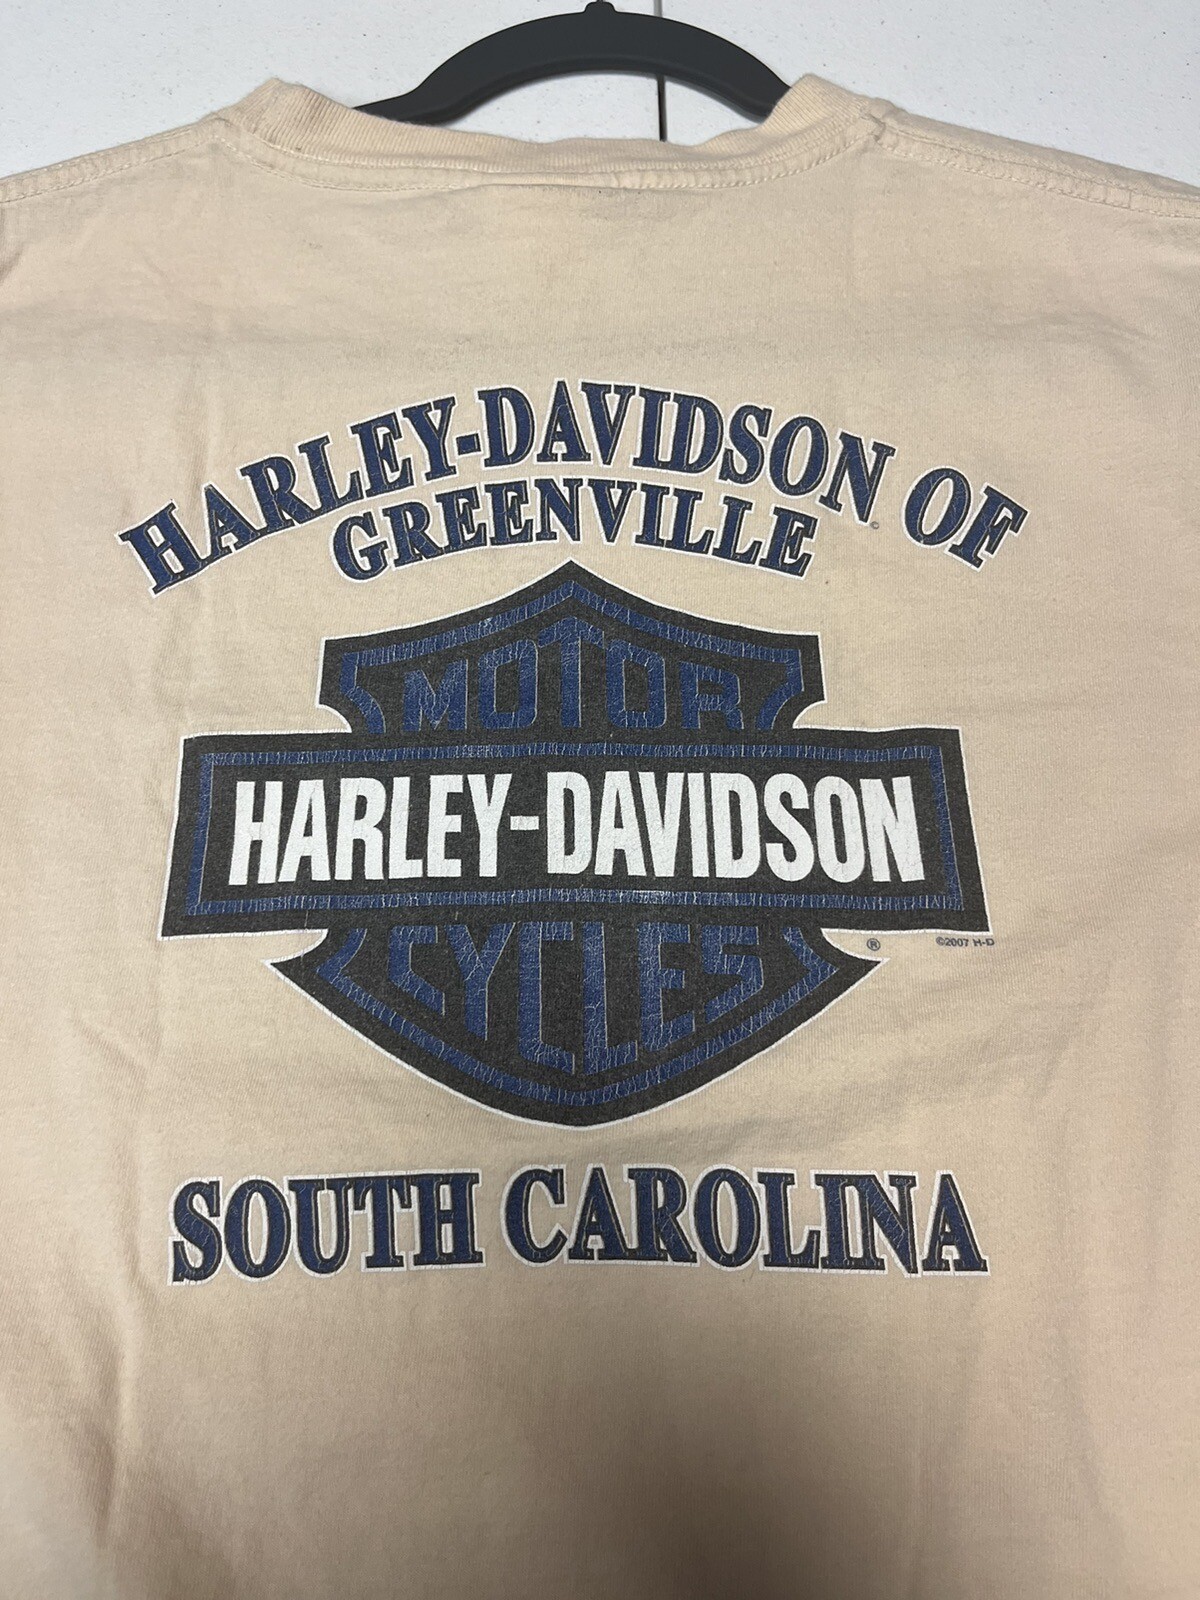 HARLEY-DAVIDSON OF
©
GREENVILLE
MOTOR
HARLEY-DAVIDSON
CYCLES
® ©2007 H-D
SOUTH CAROLINA